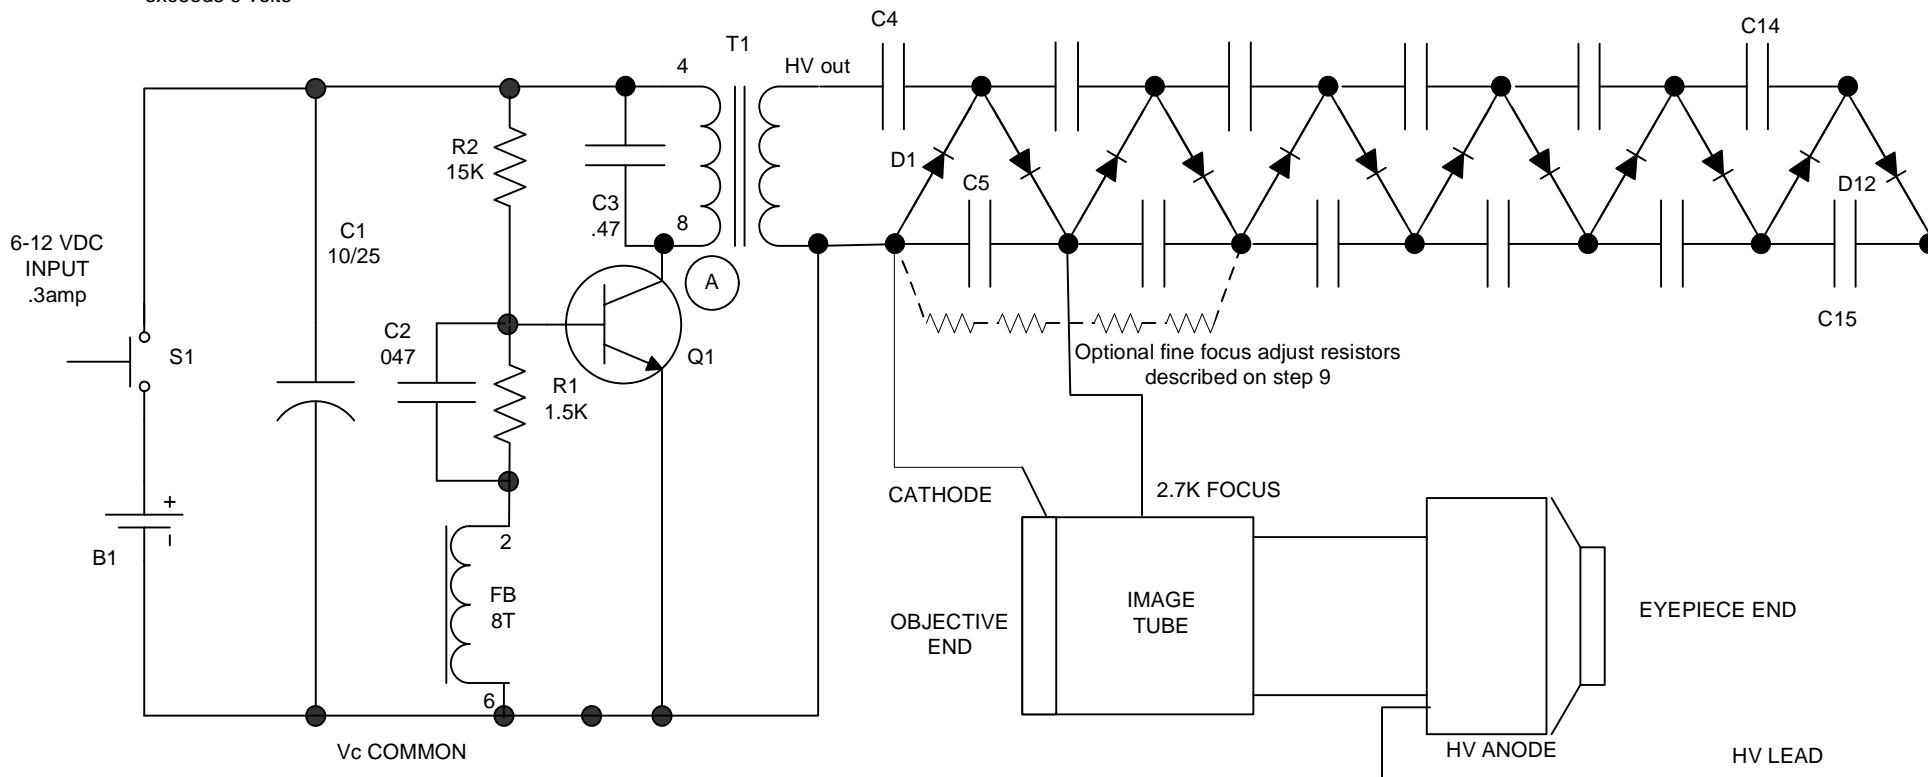 C4
C14
T1
4
HV out
R2
15K
D1
C5
D12
C3
.47
8
C1
10/25
6-12 VDC
INPUT
.3amp
A
C2
047
S1
Q1
R1
1.5K
C15
Optional fine focus adjust resistors
described on step 9
CATHODE
2.7K FOCUS
+
-
B1
2
FB
8T
IMAGE
TUBE
OBJECTIVE
END
EYEPIECE END
6
Vc COMMON
HV ANODE
HV LEAD